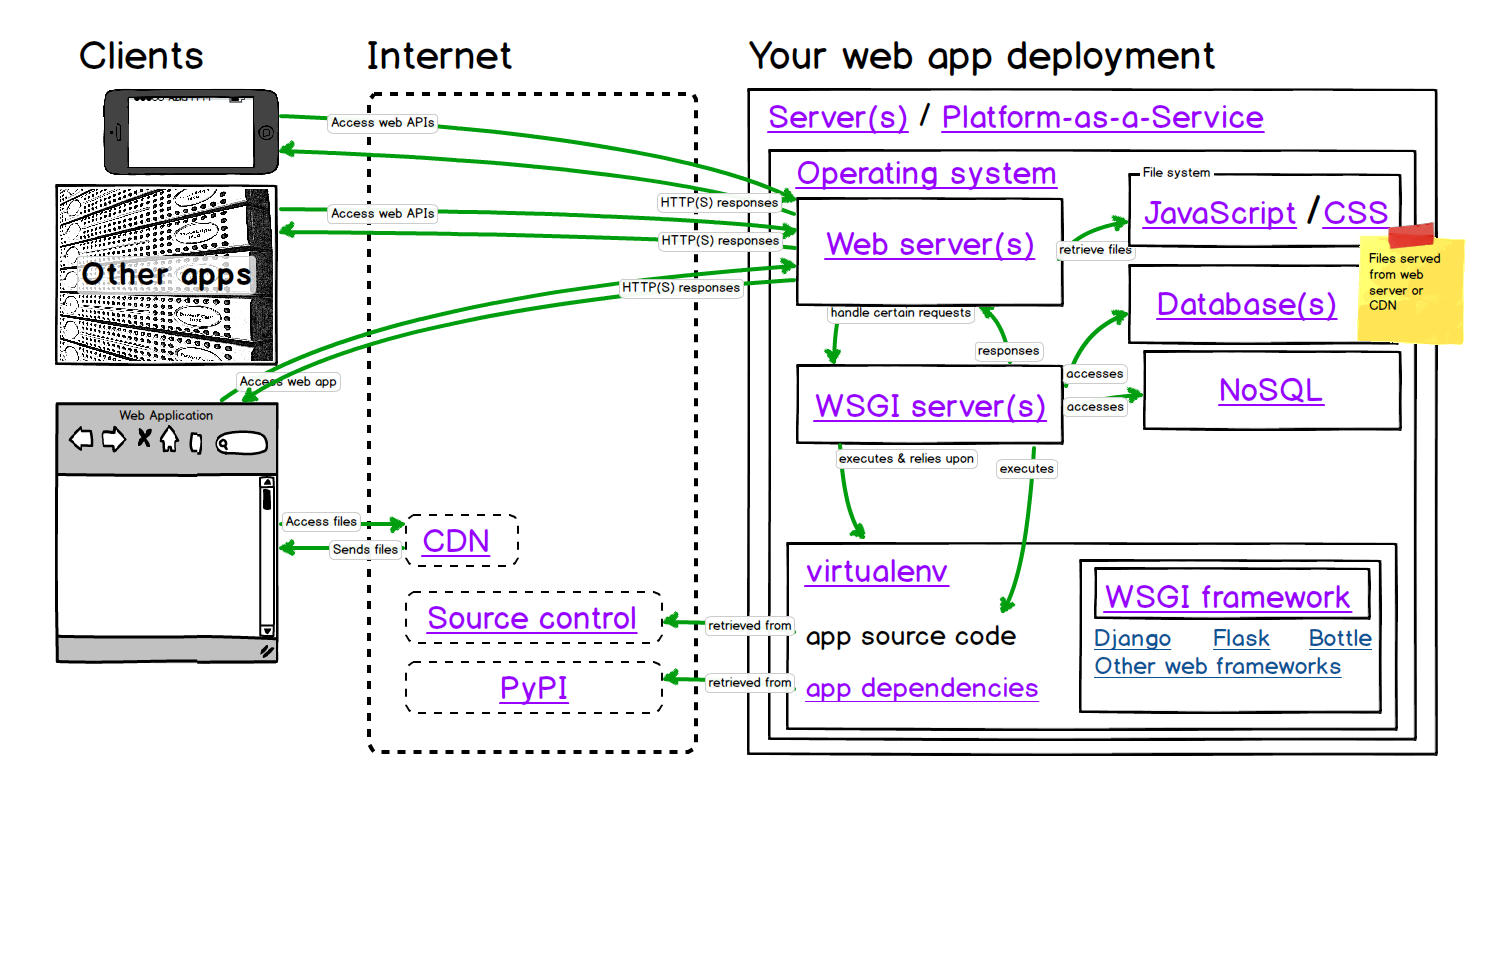 Clients
Internet
Your web app deployment
Access web APIs
Access web APIs
Other apps
Access web app
Web Application
Access files
Sends files
HTTP(S) responses
HTTP(S) responses
HTTP(S) responses
CDN
Source control
PyPI
retrieved from
retrieved from
Server(s) / Platform-as-a-Service
Operating system
Web server(s)
retrieve files
File system
JavaScript / CSS
Files served
from web
server or
CDN
Database(s)
handle certain requests
responses
accesses
accesses
NoSQL
WSGI server(s)
executes & relies upon
executes
virtualenv
app source code
app dependencies
WSGI framework
Django Flask Bottle
Other web frameworks